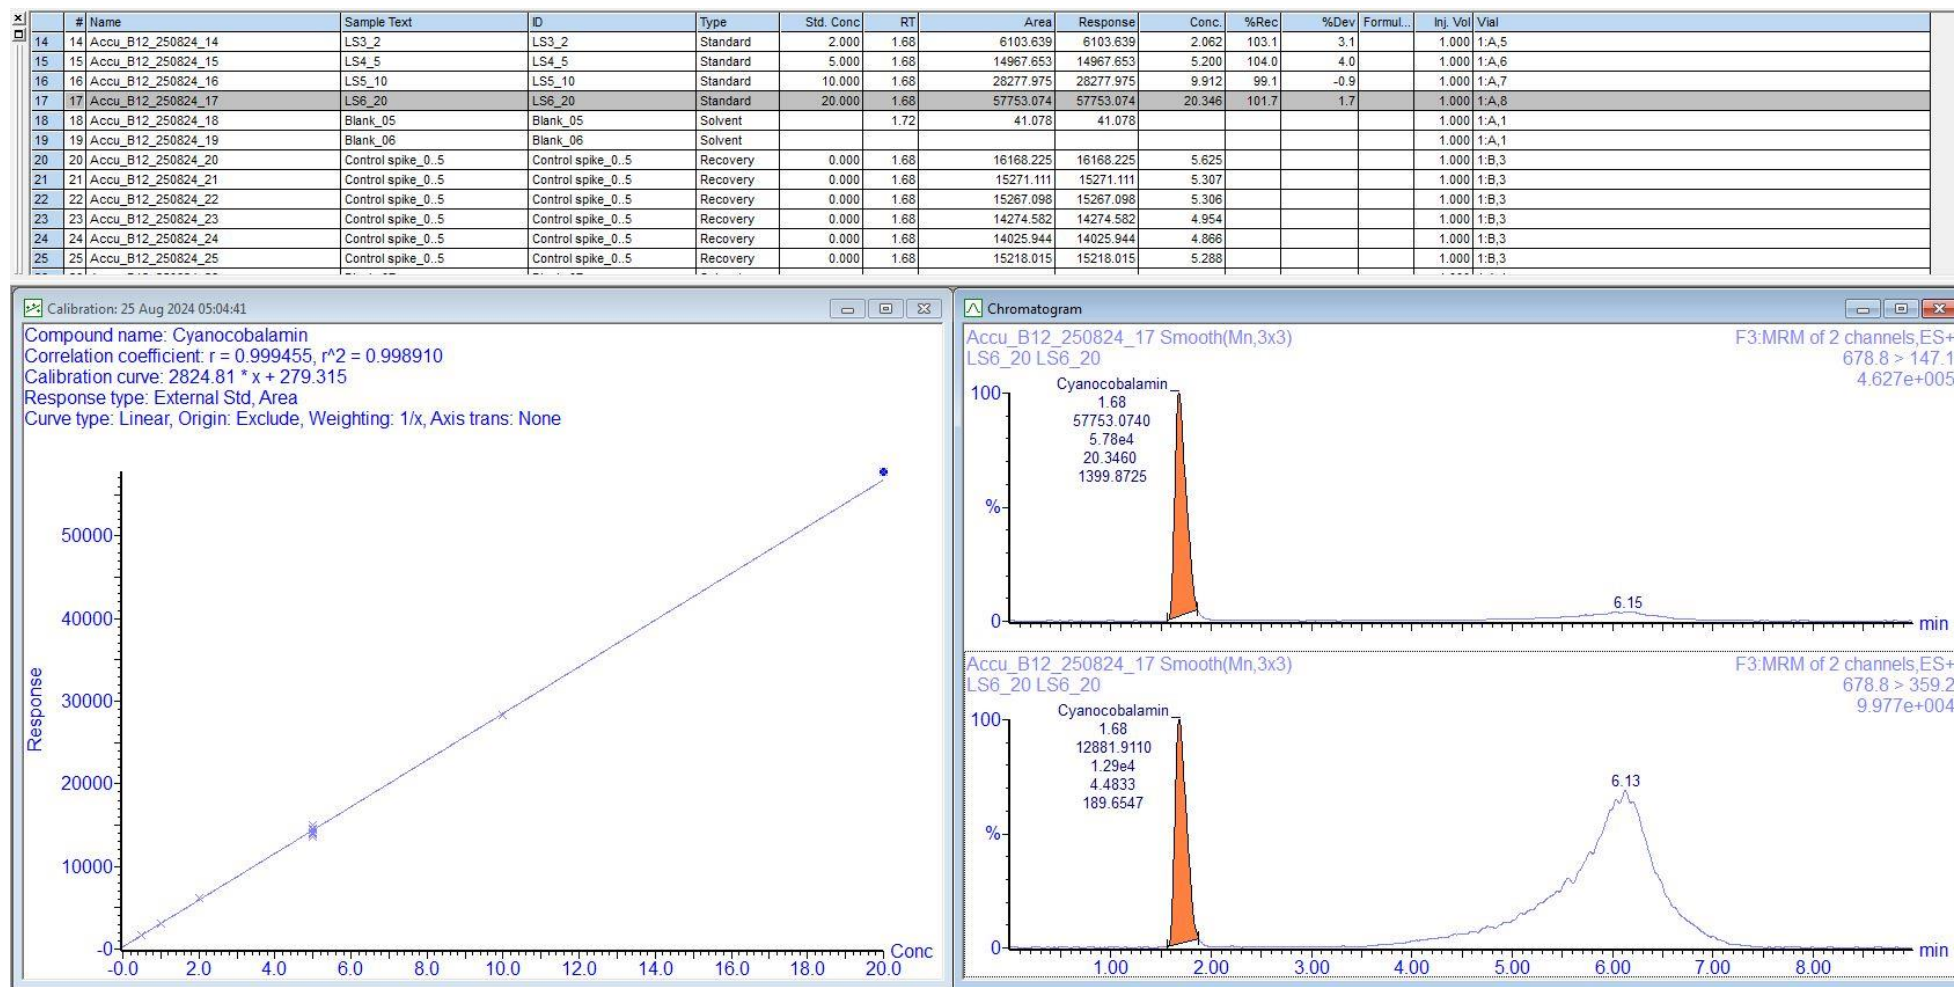 # Name Sample Text ID Type Std. Conc RT Area Response Conc. %Rec %Dev Formul... Inj. Vol Vial
14 14 Accu_B12_250824_14 LS3_2 LS3_2 Standard 2.000 1.68 6103.639 6103.639 2.062 103.1 3.1 1.000 1:A,5
15 15 Accu_B12_250824_15 LS4_5 LS4_5 Standard 5.000 1.68 14967.653 14967.653 5.200 104.0 4.0 1.000 1:A,6
16 16 Accu_B12_250824_16 LS5_10 LS5_10 Standard 10.000 1.68 28277.975 28277.975 9.912 99.1 -0.9 1.000 1:A,7
17 17 Accu_B12_250824_17 LS6_20 LS6_20 Standard 20.000 1.68 57753.074 57753.074 20.346 101.7 1.7 1.000 1:A,8
18 18 Accu_B12_250824_18 Blank_05 Blank_05 Solvent 1.72 41.078 41.078 1.000 1:A,1
19 19 Accu_B12_250824_19 Blank_06 Blank_06 Solvent 1.000 1:A,1
20 20 Accu_B12_250824_20 Control spike_0..5 Control spike_0..5 Recovery 0.000 1.68 16168.225 16168.225 5.625 1.000 1:B,3
21 21 Accu_B12_250824_21 Control spike_0..5 Control spike_0..5 Recovery 0.000 1.68 15271.111 15271.111 5.307 1.000 1:B,3
22 22 Accu_B12_250824_22 Control spike_0..5 Control spike_0..5 Recovery 0.000 1.68 15267.098 15267.098 5.306 1.000 1:B,3
23 23 Accu_B12_250824_23 Control spike_0..5 Control spike_0..5 Recovery 0.000 1.68 14274.582 14274.582 4.954 1.000 1:B,3
24 24 Accu_B12_250824_24 Control spike_0..5 Control spike_0..5 Recovery 0.000 1.68 14025.944 14025.944 4.866 1.000 1:B,3
25 25 Accu_B12_250824_25 Control spike_0..5 Control spike_0..5 Recovery 0.000 1.68 15218.015 15218.015 5.288 1.000 1:B,3
Calibration: 25 Aug 2024 05:04:41
Compound name: Cyanocobalamin
Correlation coefficient: r = 0.999455, r^2 = 0.998910
Calibration curve: 2824.81 * x + 279.315
Response type: External Std, Area
Curve type: Linear, Origin: Exclude, Weighting: 1/x, Axis trans: None
50000
40000
30000
20000
10000
-0
Response
-0.0 2.0 4.0 6.0 8.0 10.0 12.0 14.0 16.0 18.0 20.0
Conc
Chromatogram
Accu_B12_250824_17 Smooth(Mn,3x3)
LS6_20 LS6_20
F3:MRM of 2 channels,ES+
678.8 > 147.1
4.627e+005
Cyanocobalamin
1.68
57753.0740
5.78e4
20.3460
1399.8725
100
%
0
6.15
min
Accu_B12_250824_17 Smooth(Mn,3x3)
LS6_20 LS6_20
F3:MRM of 2 channels,ES+
678.8 > 359.2
9.977e+004
Cyanocobalamin
1.68
12881.9110
1.29e4
4.4833
189.6547
100
%
0
6.13
1.00 2.00 3.00 4.00 5.00 6.00 7.00 8.00
min